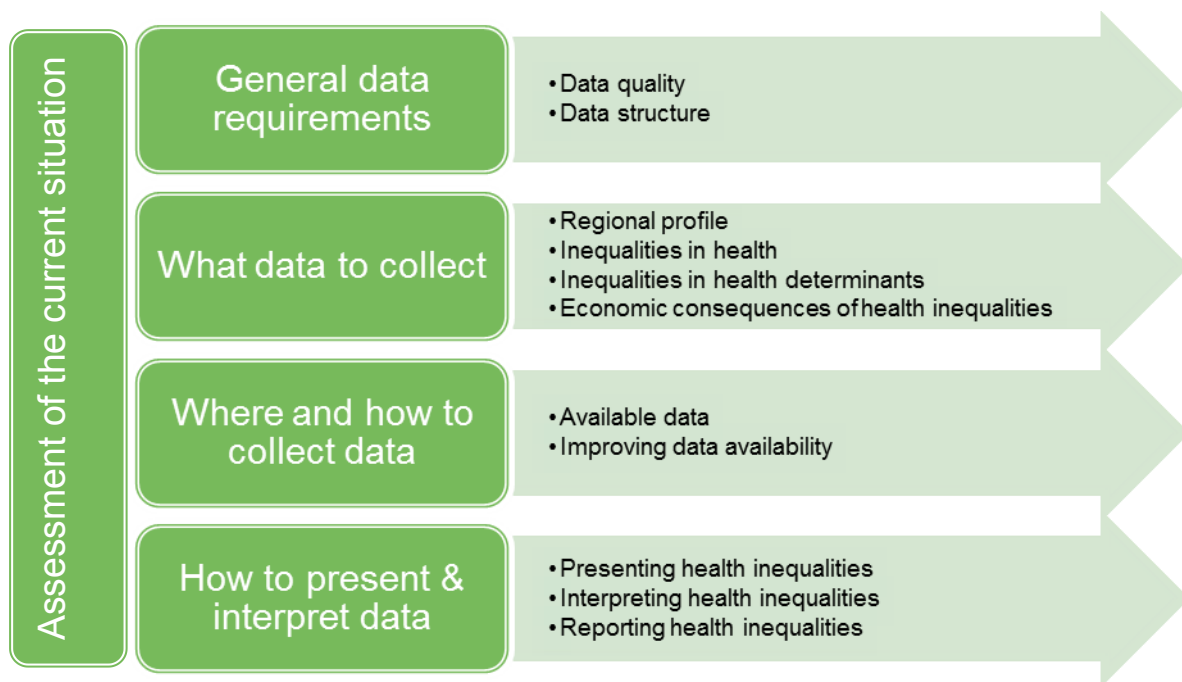 Assessment of the current situation
General data
requirements
•Data quality
•Data structure
What data to collect
•Regional profile
•Inequalities in health
•Inequalities in health determinants
•Economic consequences of health inequalities
Where and how to
collect data
•Available data
•Improving data availability
How to present &
interpret data
•Presenting health inequalities
•Interpreting health inequalities
•Reporting health inequalities